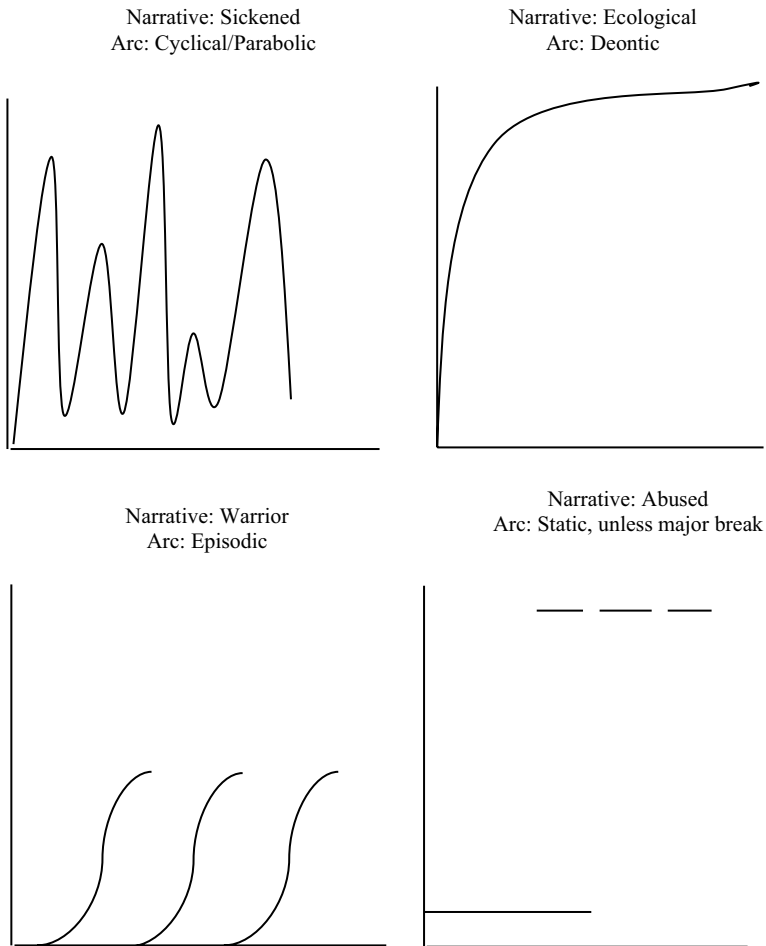 Narrative: Sickened
Arc: Cyclical/Parabolic
Narrative: Ecological
Arc: Deontic
Narrative: Warrior
Arc: Episodic
Narrative: Abused
Arc: Static, unless major break